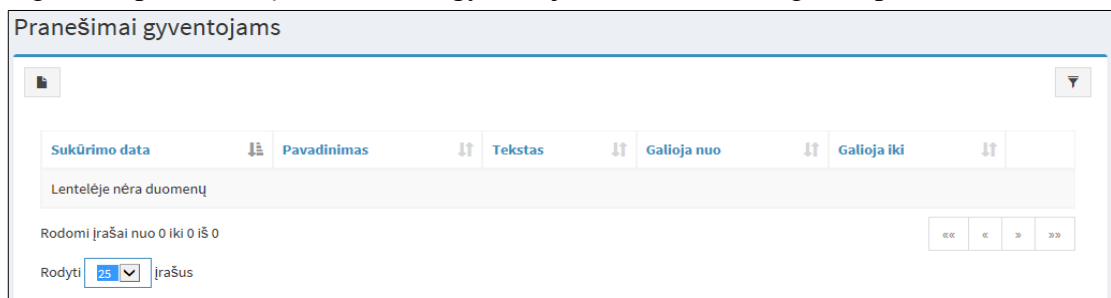 Pranešimai gyventojams
Sukūrimo data Pavadinimas Tekstas Galioja nuo Galioja iki
Lentelėje nėra duomenų
Rodomi įrašai nuo 0 iki 0 iš 0
«« « » »»
Rodyti 25 įrašus